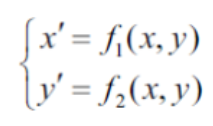 x′ = f₁(x, y)
y′ = f₂(x, y)